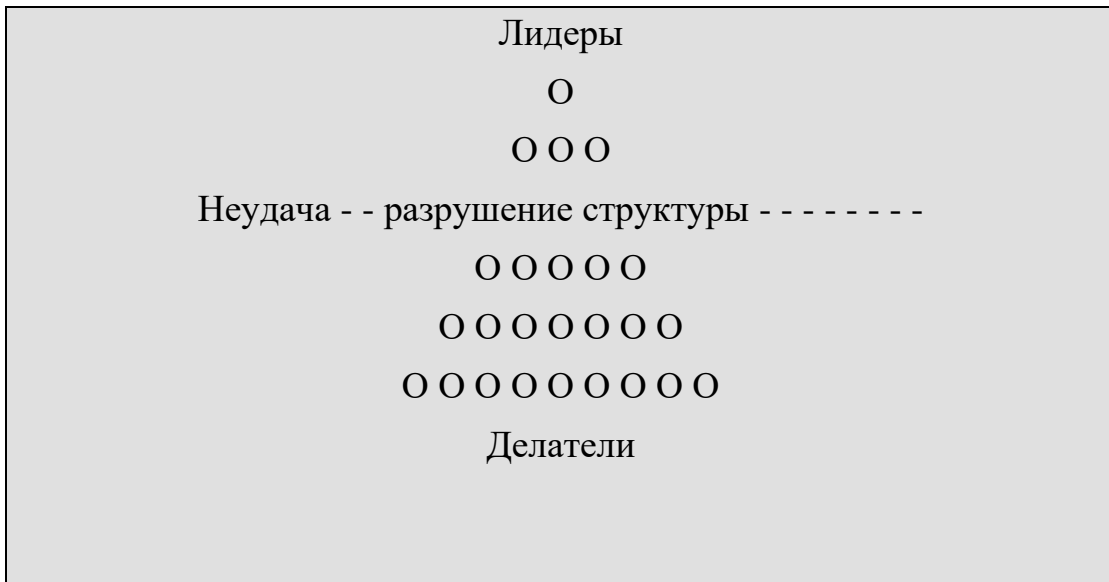 Лидеры
О
О О О
Неудача - - разрушение структуры - - - - - - - -
О О О О О
О О О О О О О
О О О О О О О О О
Делатели